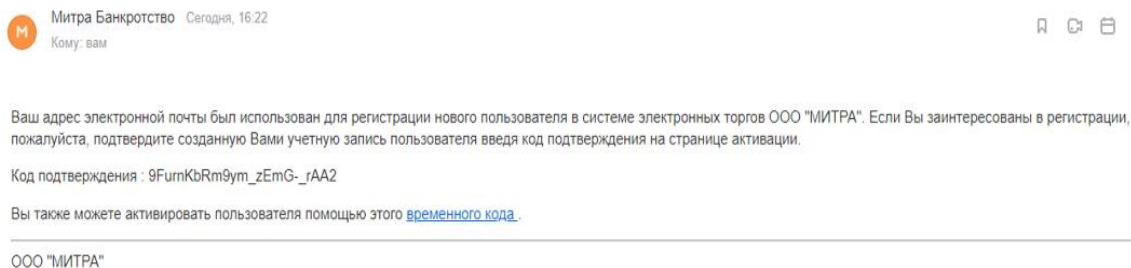 М
Митра Банкротство Сегодня, 16:22
Кому: вам
Ваш адрес электронной почты был использован для регистрации нового пользователя в системе электронных торгов ООО "МИТРА". Если Вы заинтересованы в регистрации,
пожалуйста, подтвердите созданную Вами учетную запись пользователя введя код подтверждения на странице активации.
Код подтверждения : 9FurnKbRm9ym_zEmG-_rAA2
Вы также можете активировать пользователя помощью этого временного кода .
ООО "МИТРА"